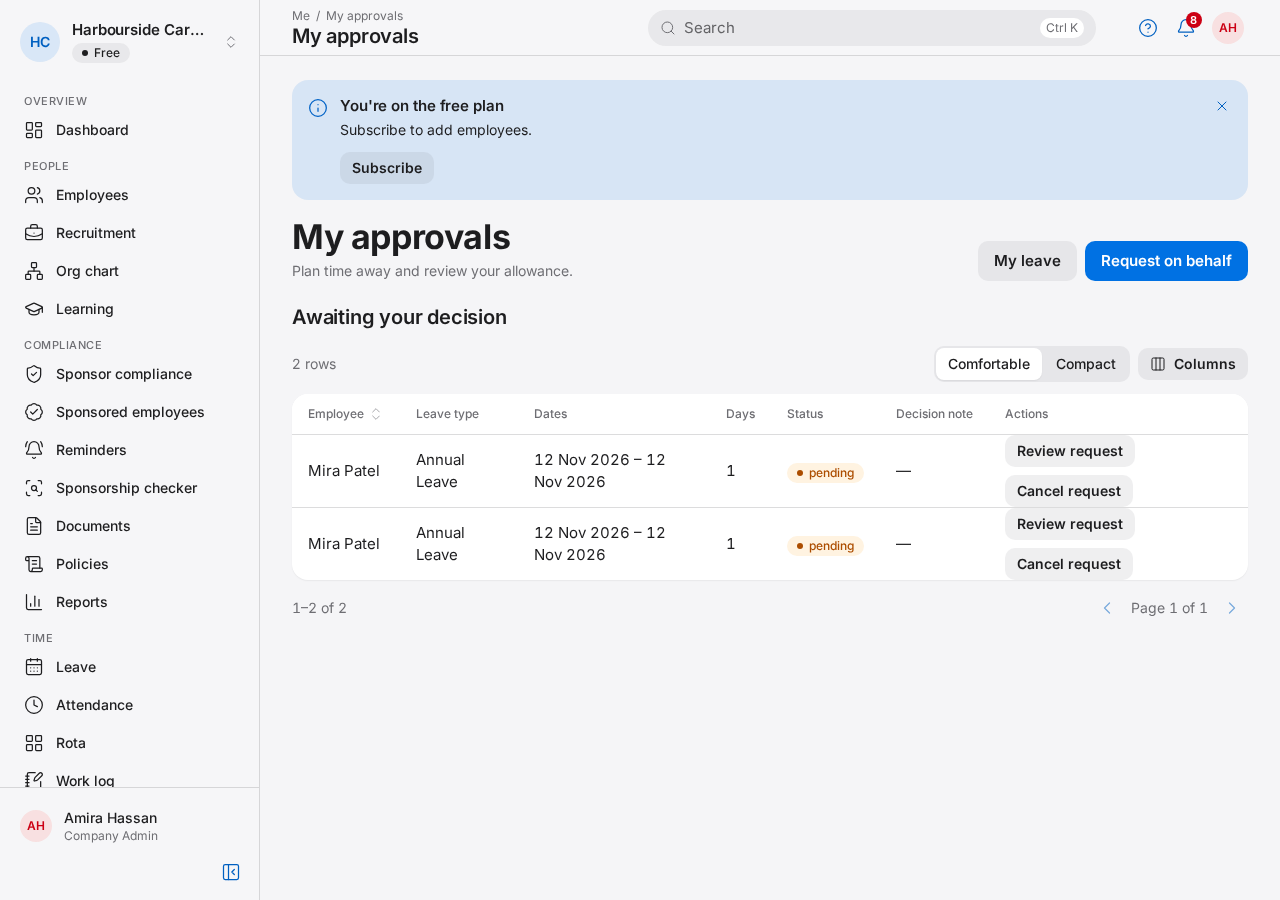 HC
Harbourside Car...
Free
OVERVIEW
Dashboard
PEOPLE
Employees
Recruitment
Org chart
Learning
COMPLIANCE
Sponsor compliance
Sponsored employees
Reminders
Sponsorship checker
Documents
Policies
Reports
TIME
Leave
Attendance
Rota
Work log
AH
Amira Hassan
Company Admin
Me / My approvals
My approvals
Search
Ctrl K
8
AH
You're on the free plan
Subscribe to add employees.
Subscribe
My approvals
Plan time away and review your allowance.
My leave
Request on behalf
Awaiting your decision
2 rows
Comfortable
Compact
Columns
Employee Leave type Dates Days Status Decision note Actions
Mira Patel
Annual Leave
12 Nov 2026 – 12 Nov 2026
1
pending
—
Review request
Cancel request
Mira Patel
Annual Leave
12 Nov 2026 – 12 Nov 2026
1
pending
—
Review request
Cancel request
1–2 of 2
Page 1 of 1